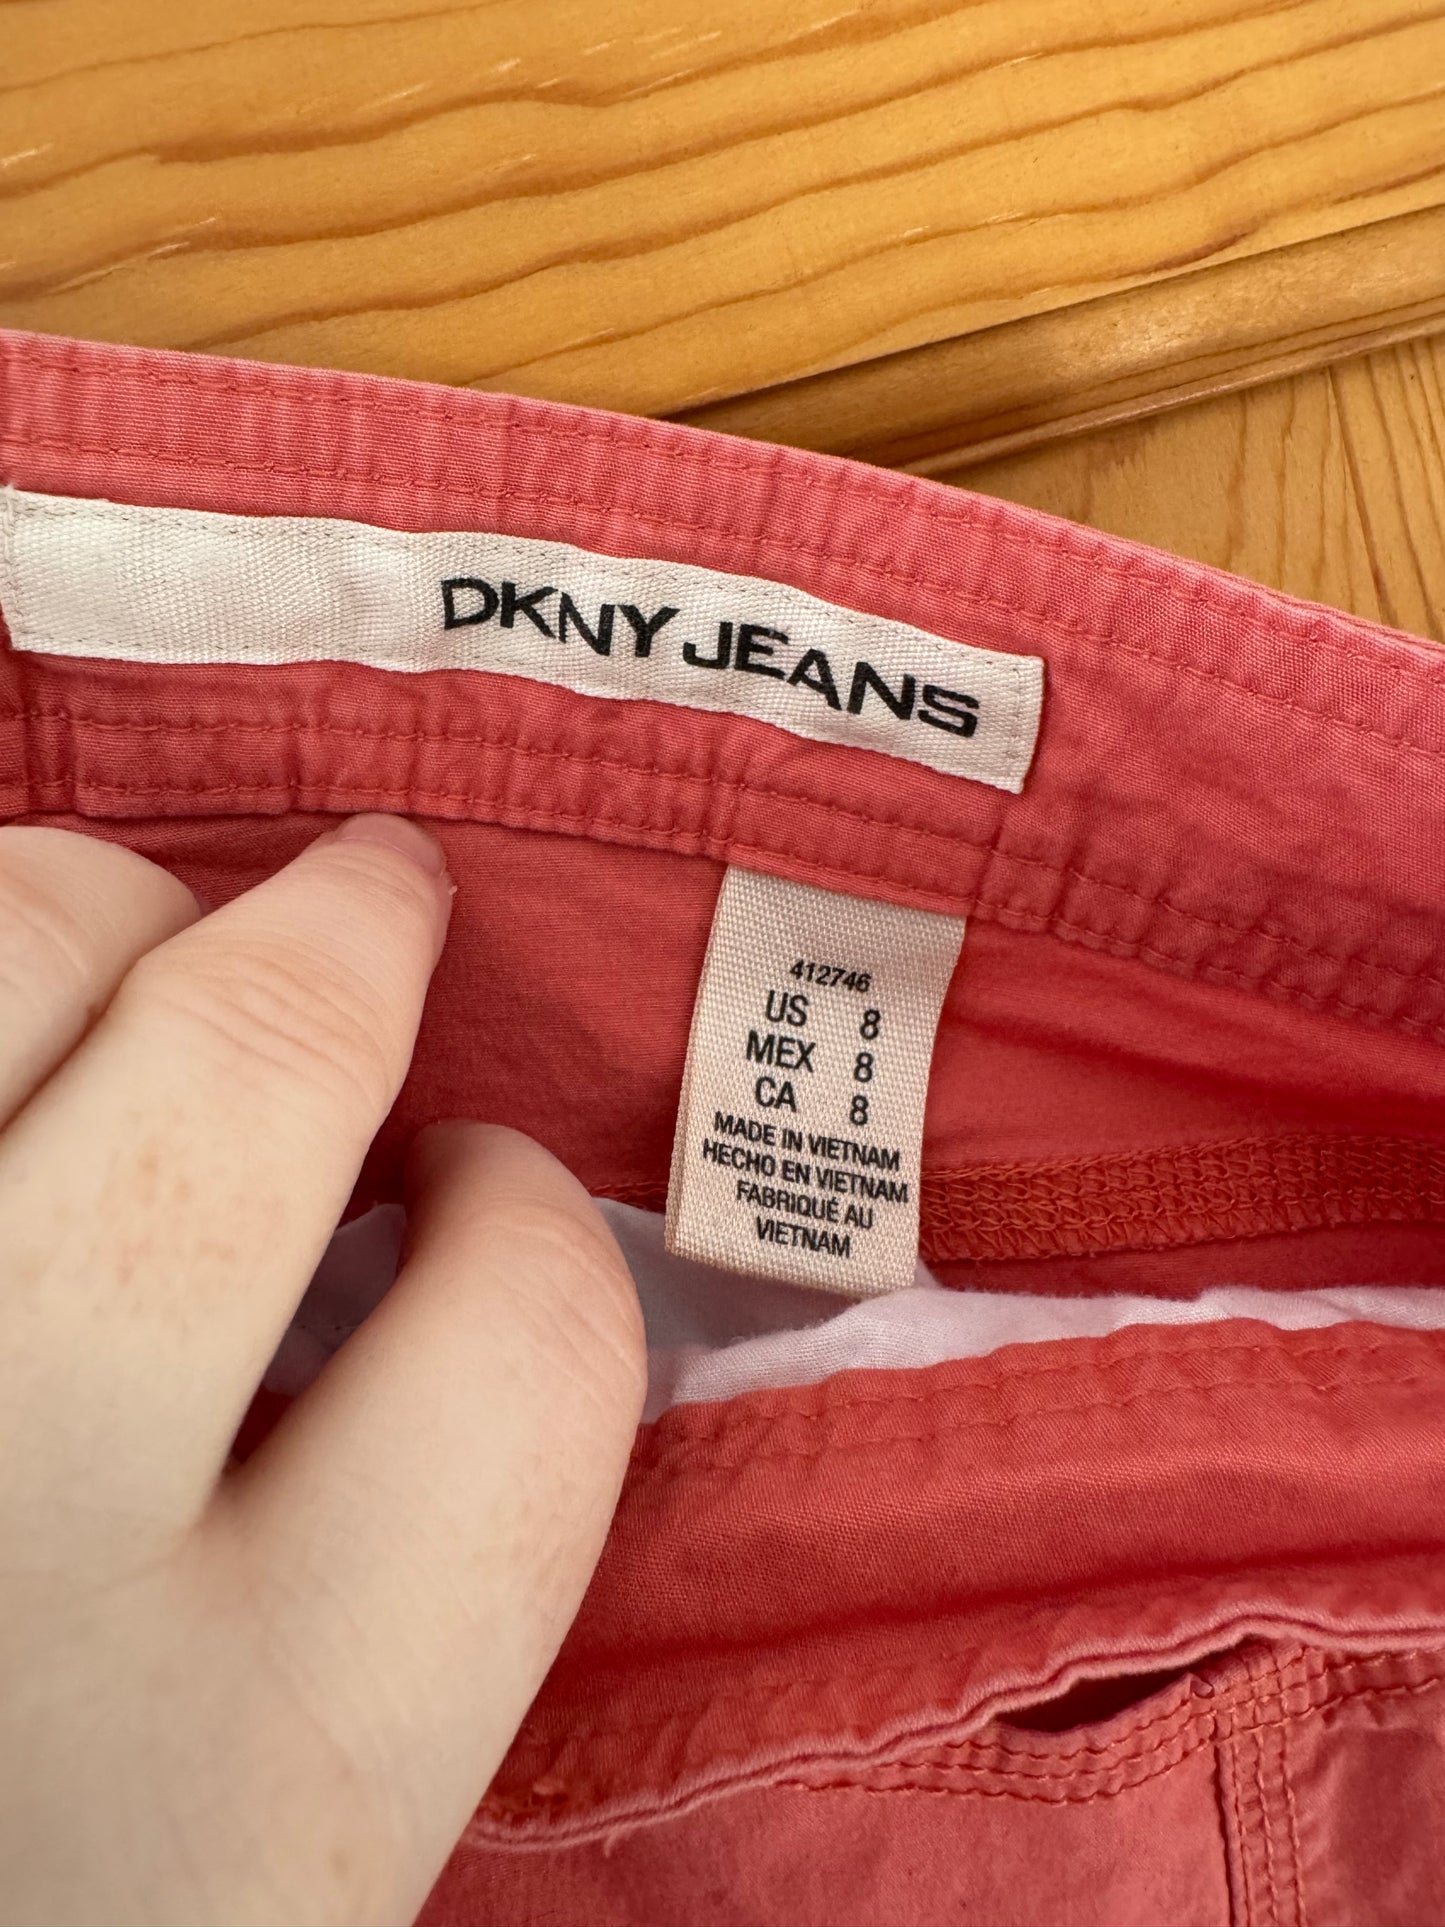 DKNY JEANS
412746
US 8
MEX 8
CA 8
MADE IN VIETNAM
HECHO EN VIETNAM
FABRIQUÉ AU
VIETNAM